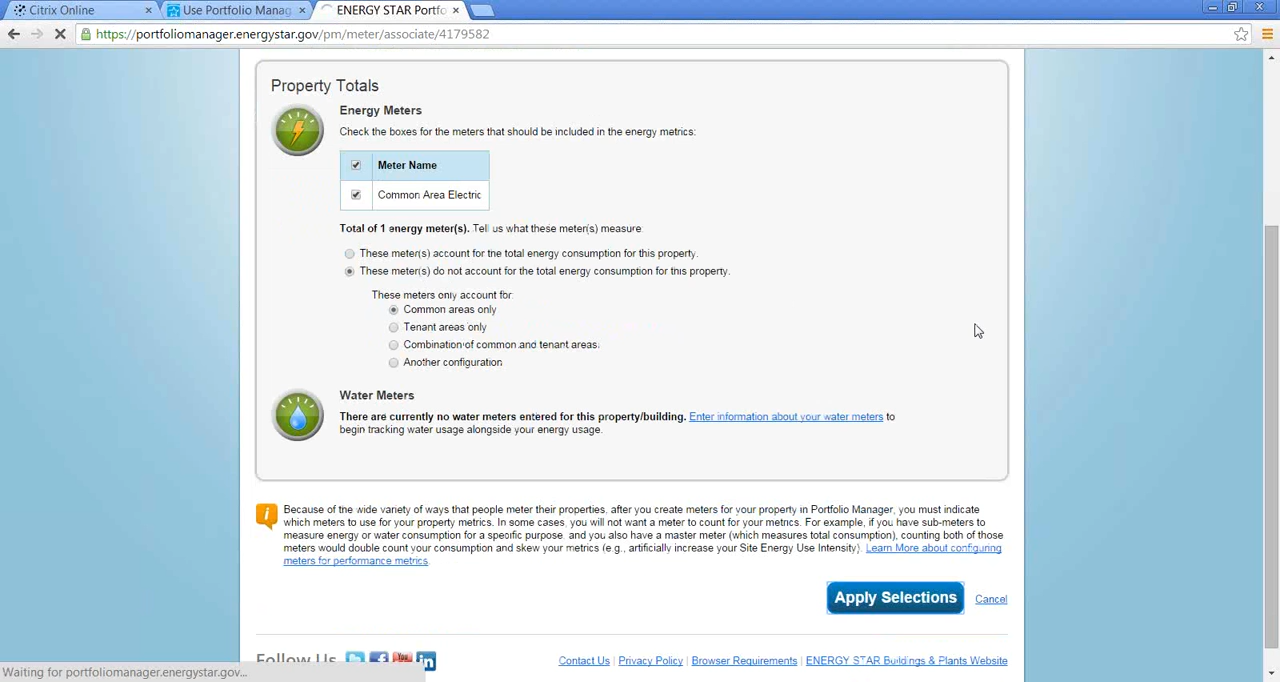 Citrix Online
Use Portfolio Manag
ENERGY STAR Portfo
https://portfoliomanager.energystar.gov/pm/meter/associate/4179582
Property Totals
Energy Meters
Check the boxes for the meters that should be included in the energy metrics:
Meter Name
Common Area Electric
Total of 1 energy meter(s). Tell us what these meter(s) measure
These meter(s) account for the total energy consumption for this property.
These meter(s) do not account for the total energy consumption for this property.
These meters only account for:
Common areas only
Tenant areas only
Combination of common and tenant areas.
Another configuration
Water Meters
There are currently no water meters entered for this property/building. Enter information about your water meters to
begin tracking water usage alongside your energy usage.
Because of the wide variety of ways that people meter their properties, after you create meters for your property in Portfolio Manager, you must indicate
which meters to use for your property metrics. In some cases, you will not want a meter to count for your metrics. For example, if you have sub-meters to
measure energy or water consumption for a specific purpose, and you also have a master meter (which measures total consumption), counting both of those
meters would double count your consumption and skew your metrics (e.g., artificially increase your Site Energy Use Intensity). Learn More about configuring
meters for performance metrics.
Apply Selections
Cancel
Follow Us
You
in
Contact Us | Privacy Policy | Browser Requirements | ENERGY STAR Buildings & Plants Website
Waiting for portfoliomanager.energystar.gov...